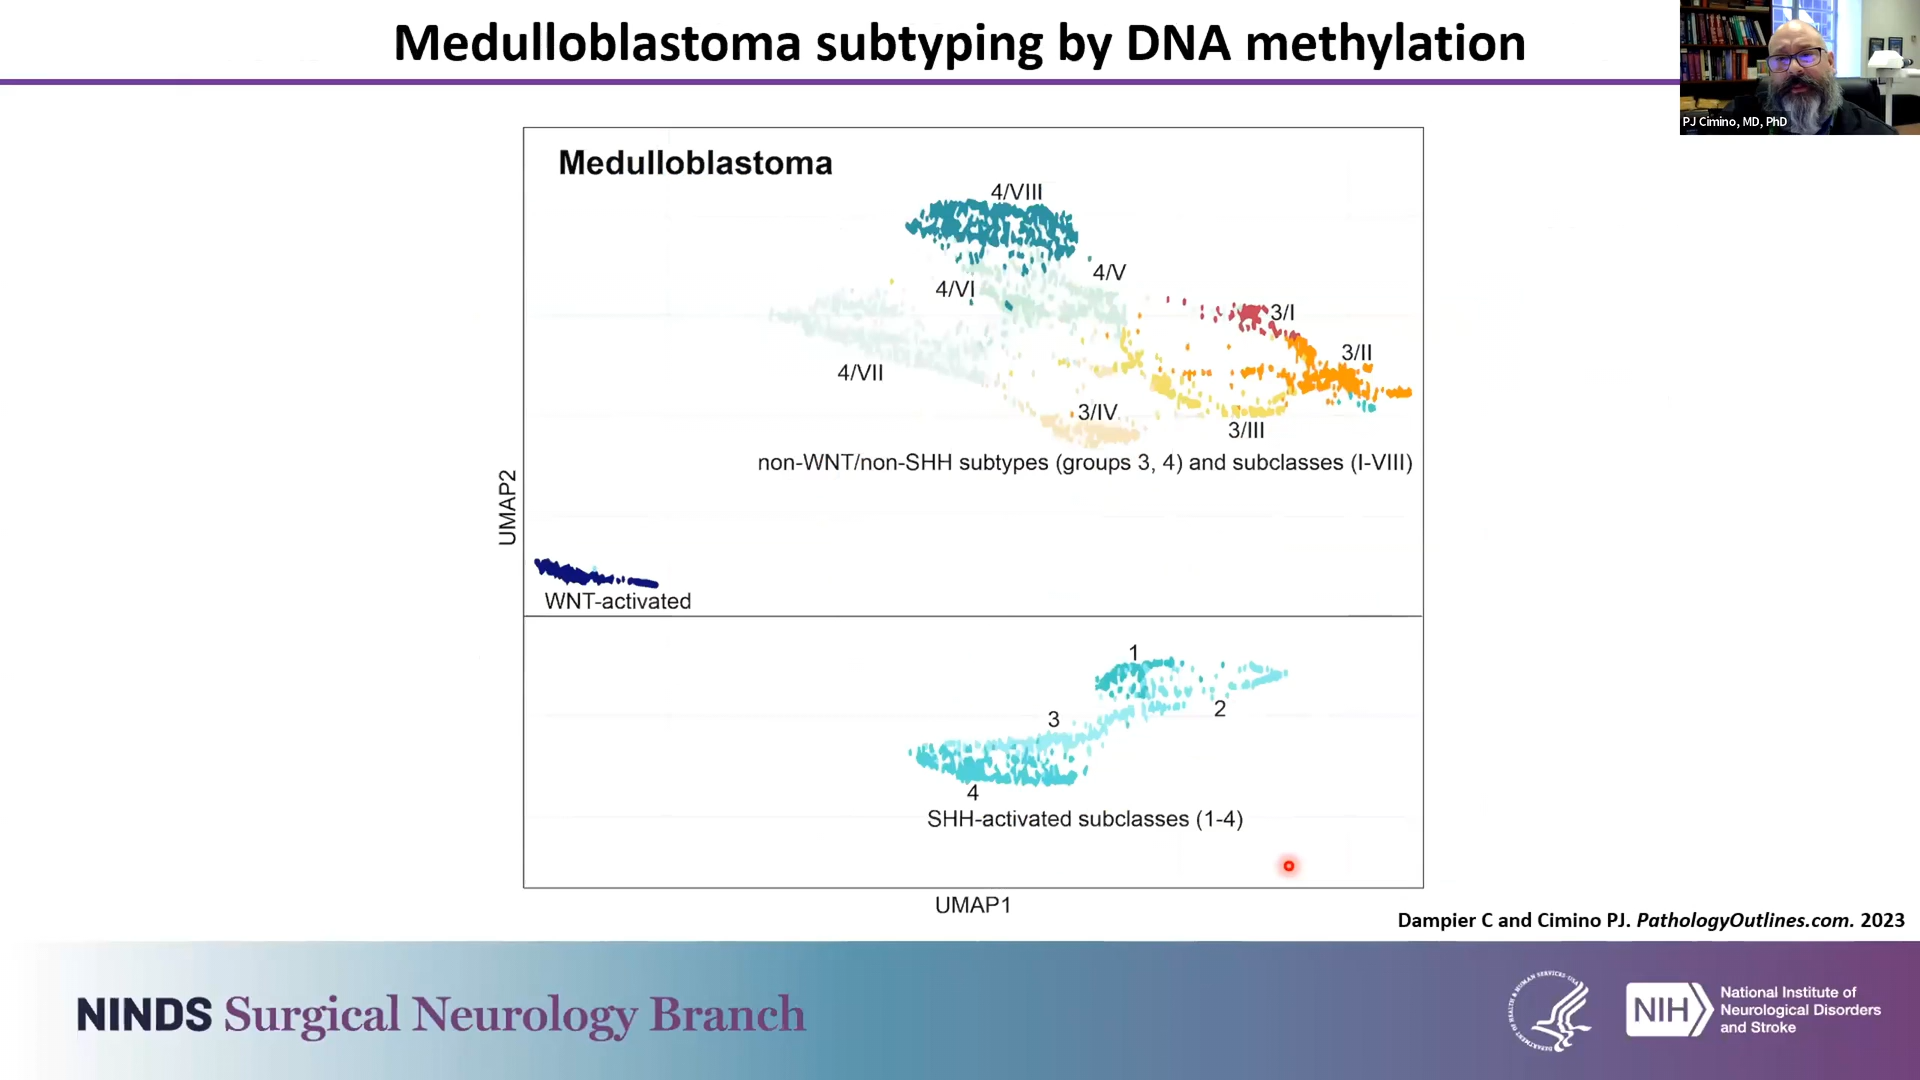 Medulloblastoma subtyping by DNA methylation
PJ Cimino, MD, PhD
Medulloblastoma
4/VIII
4/V
4/VI
3/I
3/II
4/VII
3/IV
3/III
non-WNT/non-SHH subtypes (groups 3, 4) and subclasses (I-VIII)
UMAP2
WNT-activated
1
2
3
4
SHH-activated subclasses (1-4)
UMAP1
Dampier C and Cimino PJ. PathologyOutlines.com. 2023
NINDS Surgical Neurology Branch
NIH
National Institute of
Neurological Disorders
and Stroke